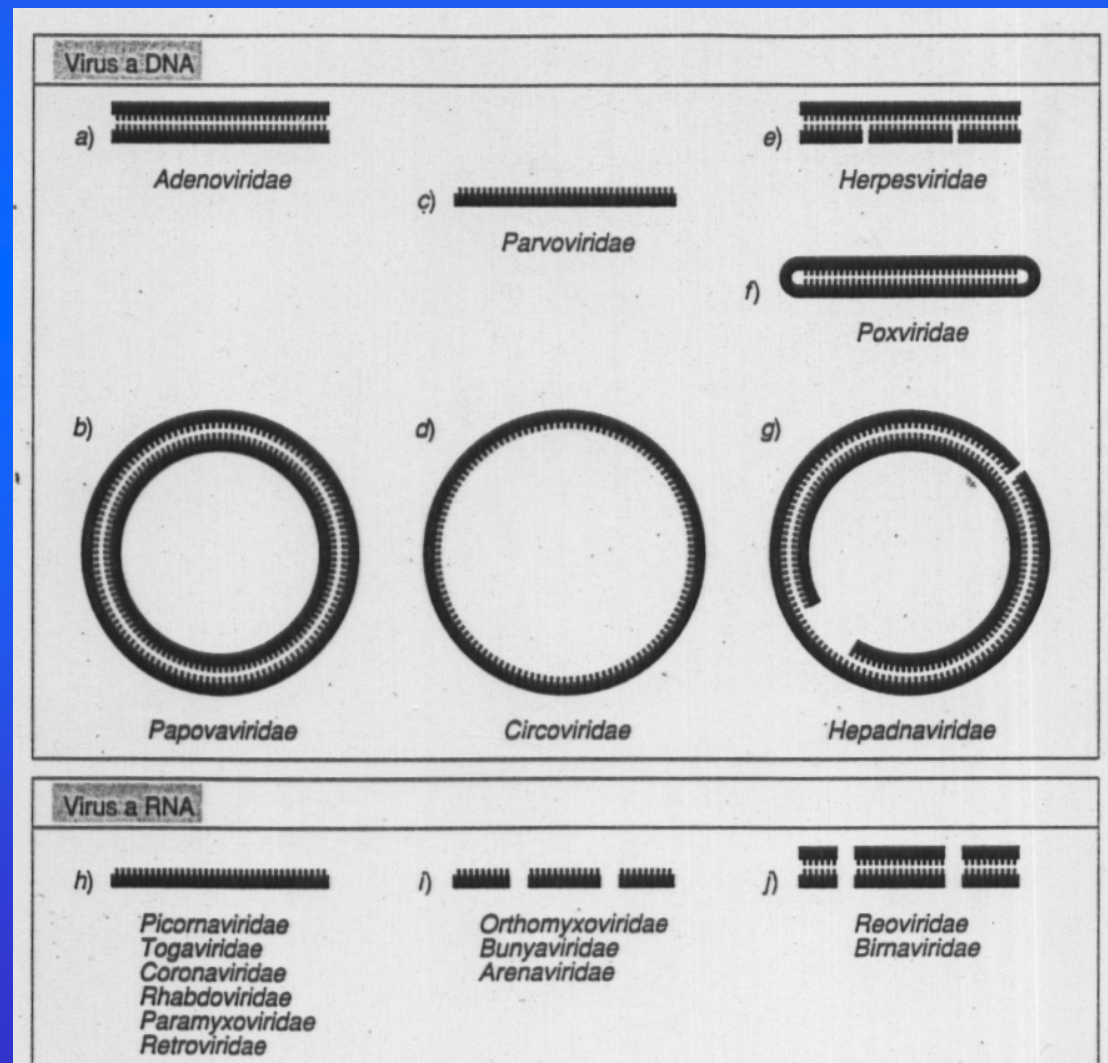 Virus a DNA
a)
Adenoviridae
c)
Parvoviridae
e)
Herpesviridae
f)
Poxviridae
b)
Papovaviridae
d)
Circoviridae
g)
Hepadnaviridae
Virus a RNA
h)
Picornaviridae
Togaviridae
Coronaviridae
Rhabdoviridae
Paramyxoviridae
Retroviridae
i)
Orthomyxoviridae
Bunyaviridae
Arenaviridae
j)
Reoviridae
Birnaviridae